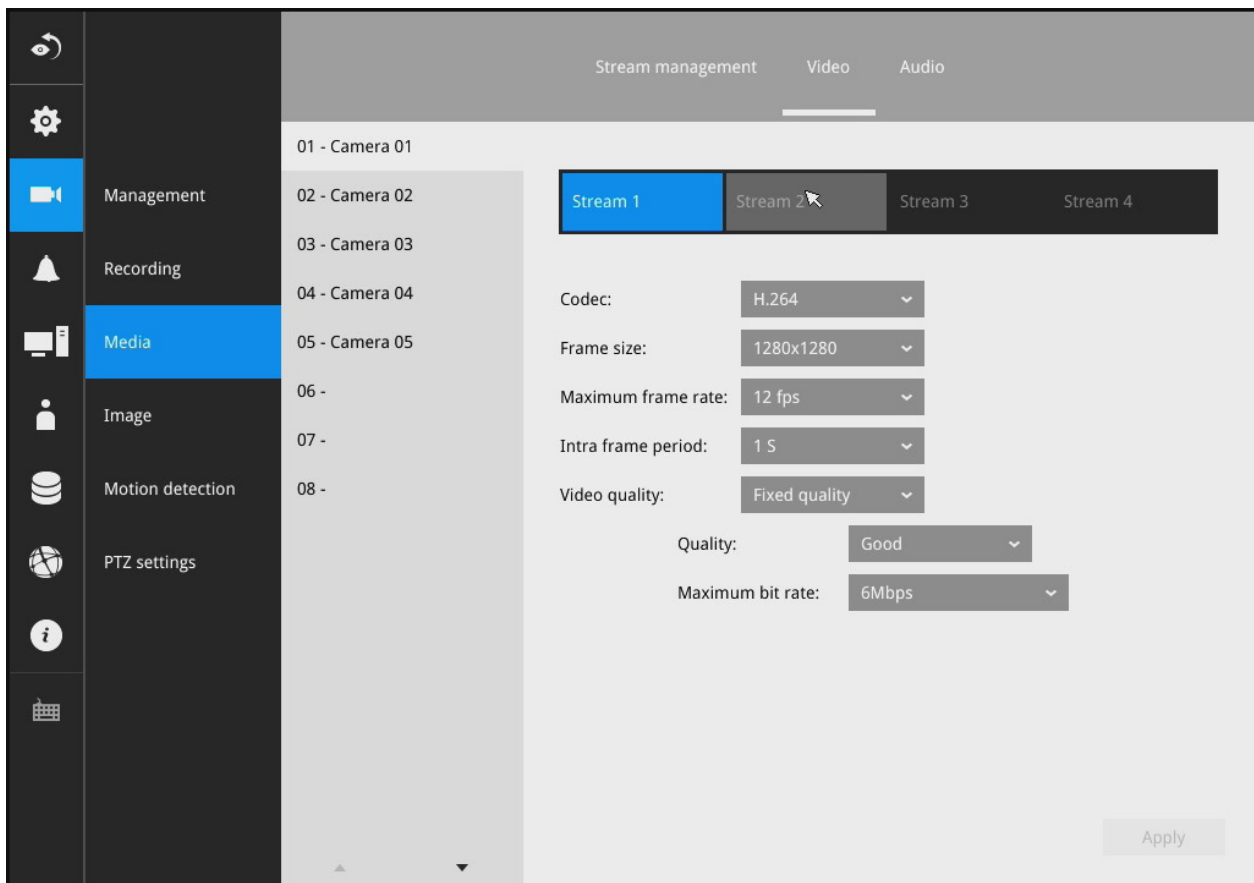 Stream management Video Audio
01 - Camera 01
Management 02 - Camera 02 Stream 1 Stream 2 Stream 3 Stream 4
03 - Camera 03
Recording
04 - Camera 04 Codec: H.264
Media 05 - Camera 05 Frame size: 1280x1280
06 - Maximum frame rate: 12 fps
Image
07 - Intra frame period: 1 S
Motion detection 08 - Video quality: Fixed quality
Quality: Good
PTZ settings
Maximum bit rate: 6Mbps
i
Apply